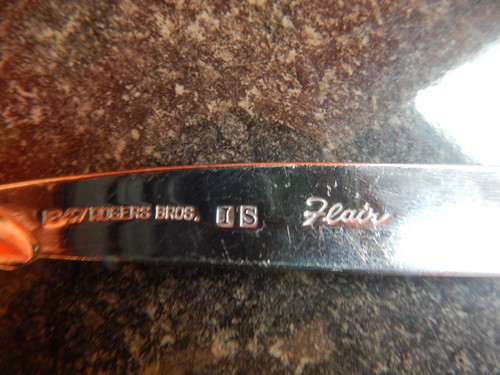 1847 ROGERS BROS. IS Flair